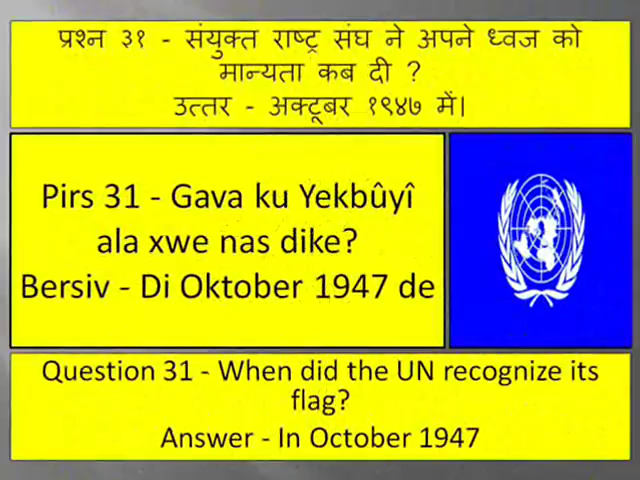 प्रश्न ३१ - संयुक्त राष्ट्र संघ ने अपने ध्वज को
मान्यता कब दी ?
उत्तर - अक्टूबर १९४७ में।
Pirs 31 - Gava ku Yekbûyî
ala xwe nas dike?
Bersiv - Di Oktober 1947 de
Question 31 - When did the UN recognize its
flag?
Answer - In October 1947